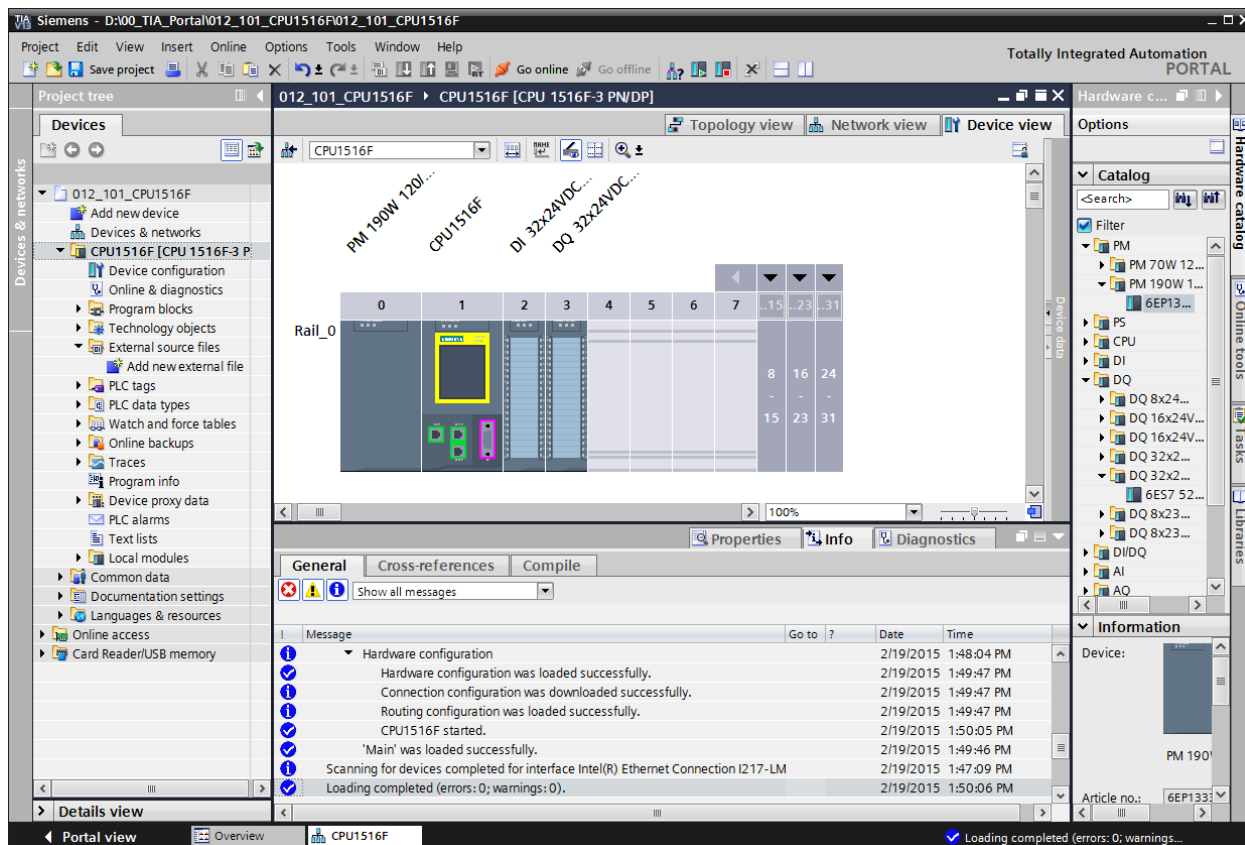 Siemens - D:\00_TIA_Portal\012_101_CPU1516F\012_101_CPU1516F
Project Edit View Insert Online Options Tools Window Help
Totally Integrated Automation
PORTAL
Save project Go online Go offline
Project tree
Devices
Devices & networks
012_101_CPU1516F
Add new device
Devices & networks
CPU1516F [CPU 1516F-3 P
Device configuration
Online & diagnostics
Program blocks
Technology objects
External source files
Add new external file
PLC tags
PLC data types
Watch and force tables
Online backups
Traces
Program info
Device proxy data
PLC alarms
Text lists
Local modules
Common data
Documentation settings
Languages & resources
Online access
Card Reader/USB memory
Details view
012_101_CPU1516F CPU1516F [CPU 1516F-3 PN/DP]
Topology view Network view Device view
CPU1516F
PM 190W 120/... CPU1516F DI 32x24VDC... DQ 32x24VDC...
0 1 2 3 4 5 6 7 ..15 ..23 ..31
Rail_0
8 16 24
- - -
15 23 31
Device data
100%
Properties Info Diagnostics
General Cross-references Compile
Show all messages
! Message Go to ? Date Time
Hardware configuration 2/19/2015 1:48:04 PM
Hardware configuration was loaded successfully. 2/19/2015 1:49:47 PM
Connection configuration was downloaded successfully. 2/19/2015 1:49:47 PM
Routing configuration was loaded successfully. 2/19/2015 1:49:47 PM
CPU1516F started. 2/19/2015 1:50:05 PM
'Main' was loaded successfully. 2/19/2015 1:49:46 PM
Scanning for devices completed for interface Intel(R) Ethernet Connection I217-LM 2/19/2015 1:47:09 PM
Loading completed (errors: 0; warnings: 0). 2/19/2015 1:50:06 PM
Hardware c...
Options
Catalog
<Search>
Filter
PM
PM 70W 12...
PM 190W 1...
6EP13...
PS
CPU
DI
DQ
DQ 8x24...
DQ 16x24V...
DQ 16x24V...
DQ 32x2...
DQ 32x2...
6ES7 52...
DQ 8x23...
DQ 8x23...
DI/DQ
AI
AQ
Information
Device:
PM 190
Article no.: 6EP1333
Hardware catalog
Online tools
Tasks
Libraries
Portal view Overview CPU1516F Loading completed (errors: 0; warnings...